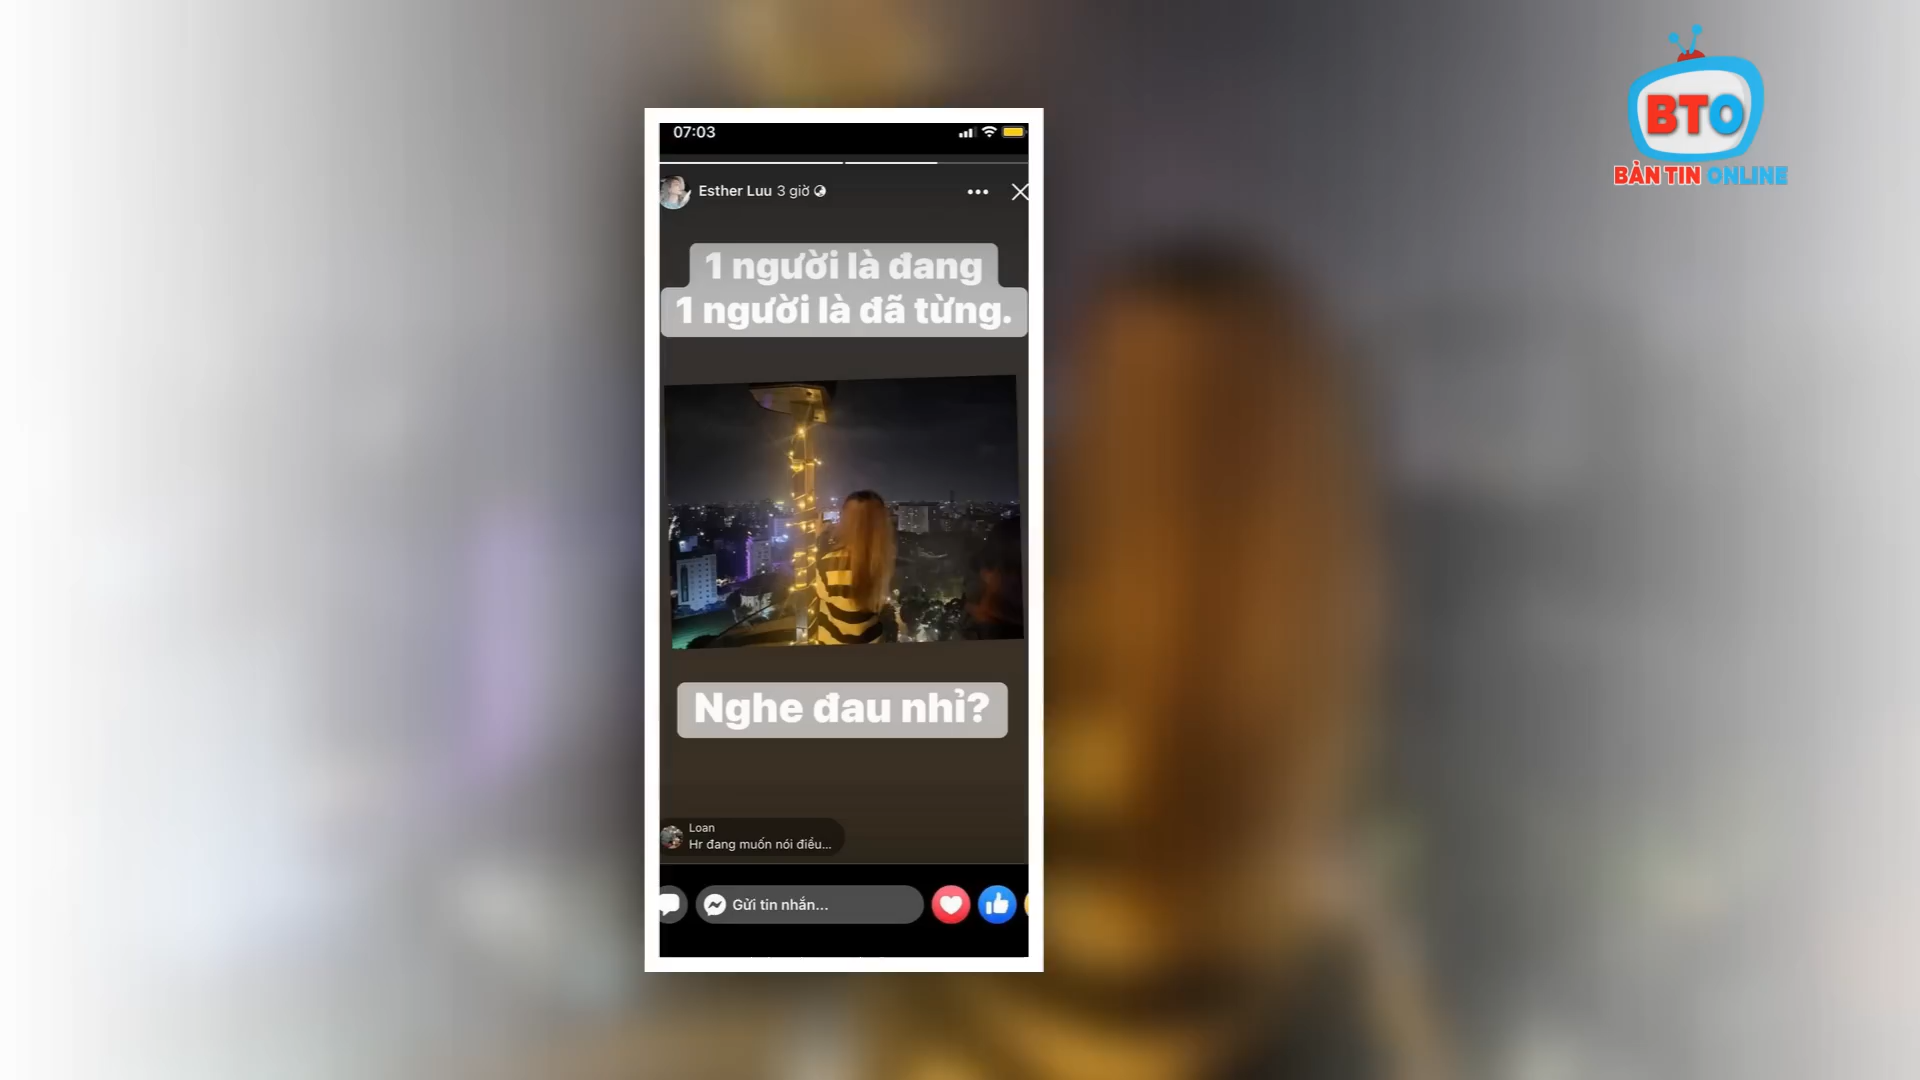 BTO
BẢN TIN ONLINE
07:03
Esther Luu 3 giờ
1 người là đang
1 người là đã từng.
Nghe đau nhỉ?
Loan
Hr đang muốn nói điều...
Gửi tin nhắn...